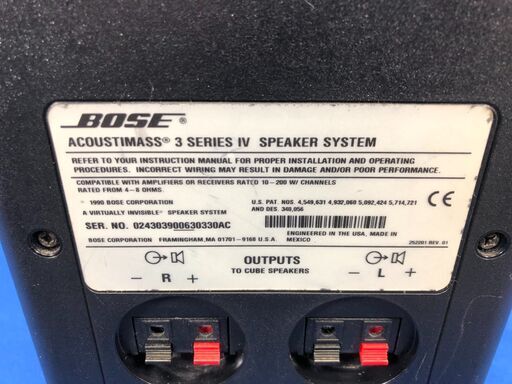 BOSE
ACOUSTIMASS® 3 SERIES IV SPEAKER SYSTEM
REFER TO YOUR INSTRUCTION MANUAL FOR PROPER INSTALLATION AND OPERATING
PROCEDURES. INCORRECT WIRING MAY RESULT IN DAMAGE AND/OR POOR PERFORMANCE.
COMPATIBLE WITH AMPLIFIERS OR RECEIVERS RATED 10-200 W/ CHANNELS
RATED FROM 4-8 OHMS.
©1998 BOSE CORPORATION
U.S. PAT. NOS. 4,549,631 4,932,060 5,092,424 5,714,721
A VIRTUALLY INVISIBLE® SPEAKER SYSTEM
AND DES. 340,056
CE
SER. NO. 024303900630330AC
ENGINEERED IN THE USA, MADE IN
BOSE CORPORATION FRAMINGHAM, MA 01701-9168 U.S.A.
MEXICO
252201 REV. 01
- R +
OUTPUTS
TO CUBE SPEAKERS
- L +